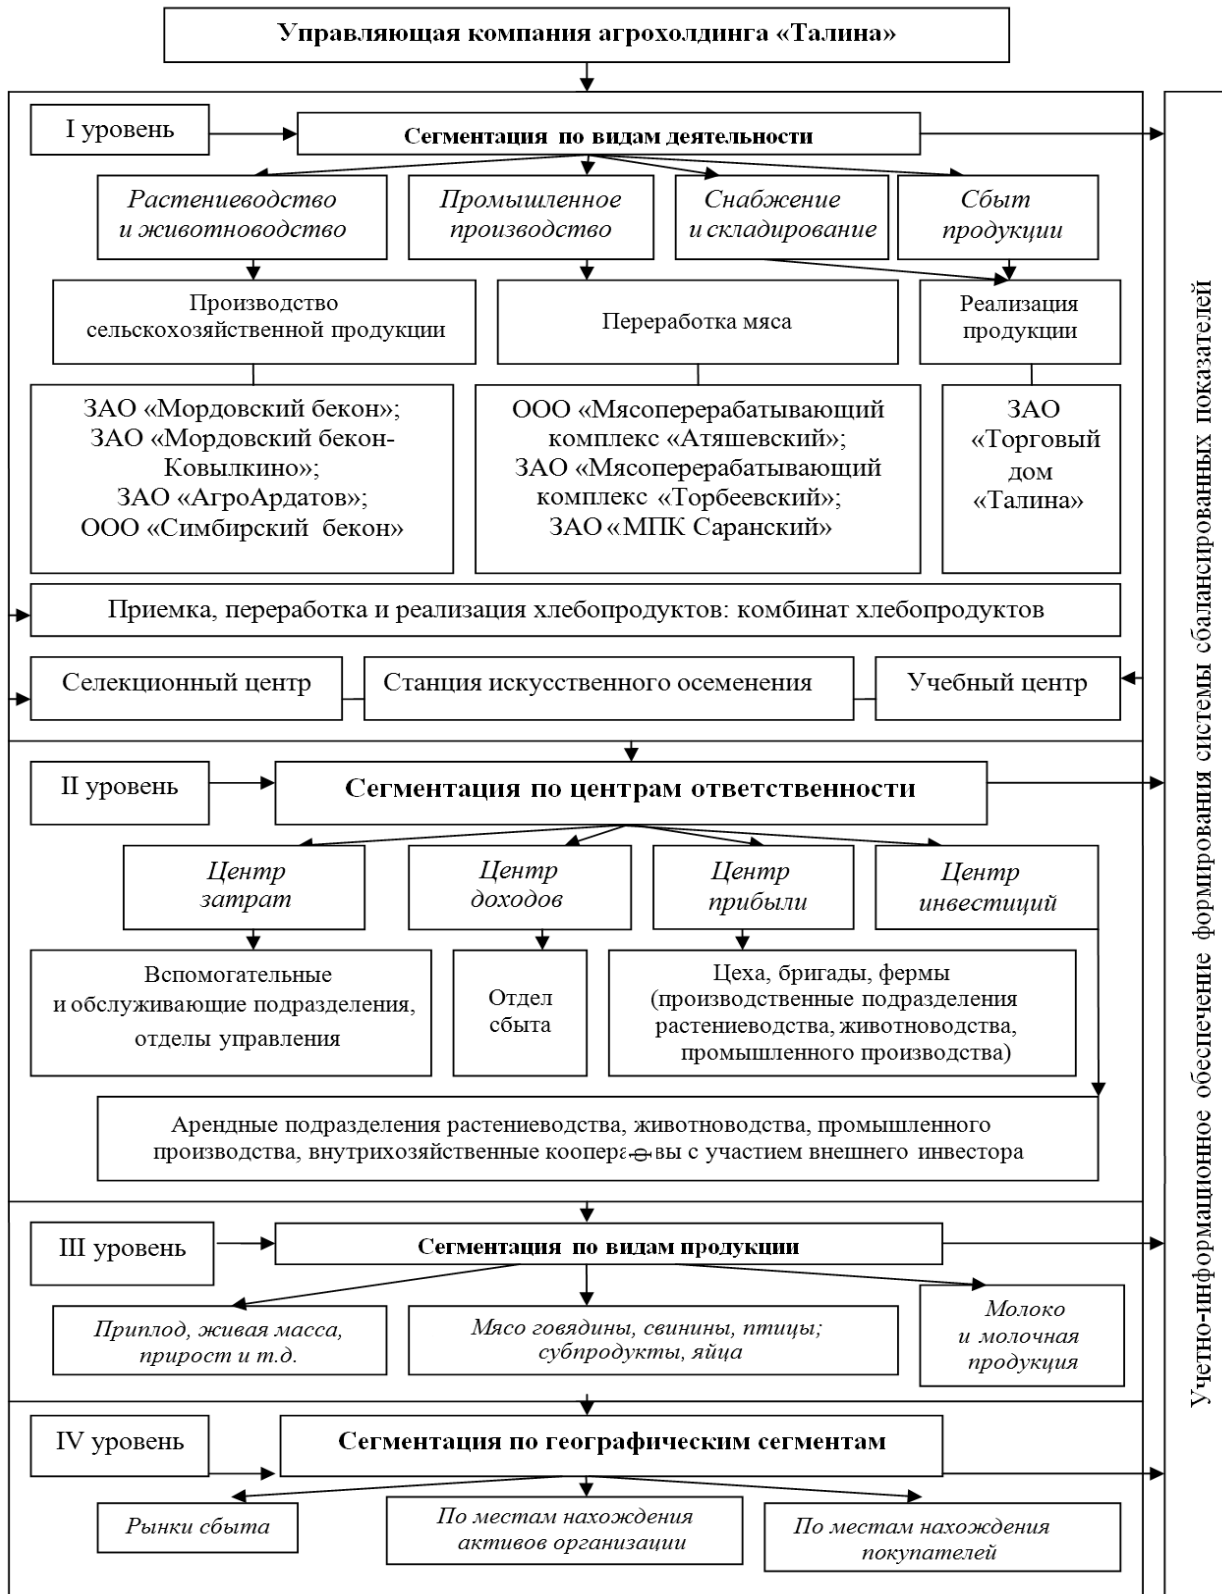 Управляющая компания агрохолдинга «Талина»
I уровень
Сегментация по видам деятельности
Растениеводство
и животноводство
Промышленное
производство
Снабжение
и складирование
Сбыт
продукции
Производство
сельскохозяйственной продукции
Переработка мяса
Реализация
продукции
ЗАО «Мордовский бекон»;
ЗАО «Мордовский бекон-
Ковылкино»;
ЗАО «АгроАрдатов»;
ООО «Симбирский бекон»
ООО «Мясоперерабатывающий
комплекс «Атяшевский»;
ЗАО «Мясоперерабатывающий
комплекс «Торбеевский»;
ЗАО «МПК Саранский»
ЗАО
«Торговый
дом
«Талина»
Приемка, переработка и реализация хлебопродуктов: комбинат хлебопродуктов
Селекционный центр
Станция искусственного осеменения
Учебный центр
II уровень
Сегментация по центрам ответственности
Центр
затрат
Центр
доходов
Центр
прибыли
Центр
инвестиций
Вспомогательные
и обслуживающие подразделения,
отделы управления
Отдел
сбыта
Цеха, бригады, фермы
(производственные подразделения
растениеводства, животноводства,
промышленного производства)
Арендные подразделения растениеводства, животноводства, промышленного
производства, внутрихозяйственные с участием внешнего инвестора
III уровень
Сегментация по видам продукции
Приплод, живая масса,
прирост и т.д.
Мясо говядины, свинины, птицы;
субпродукты, яйца
Молоко
и молочная
продукция
IV уровень
Сегментация по географическим сегментам
Рынки сбыта
По местам нахождения
активов организации
По местам нахождения
покупателей
Учетно-информационное обеспечение формирования системы сбалансированных показателей